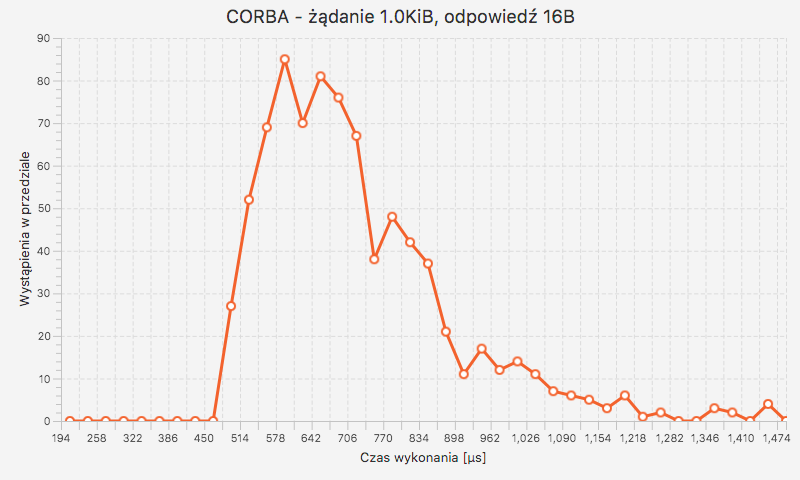 CORBA - żądanie 1.0KiB, odpowiedź 16B
90
80
70
60
50
40
30
20
10
0
Wystąpienia w przedziale
194 258 322 386 450 514 578 642 706 770 834 898 962 1,026 1,090 1,154 1,218 1,282 1,346 1,410 1,474
Czas wykonania [µs]